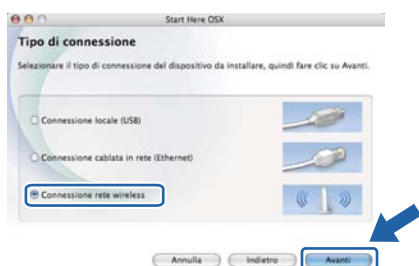 Start Here OSX
Tipo di connessione
Selezionare il tipo di connessione del dispositivo da installare, quindi fare clic su Avanti.
Connessione locale (USB)
Connessione cablata in rete (Ethernet)
Connessione rete wireless
Annulla Indietro Avanti